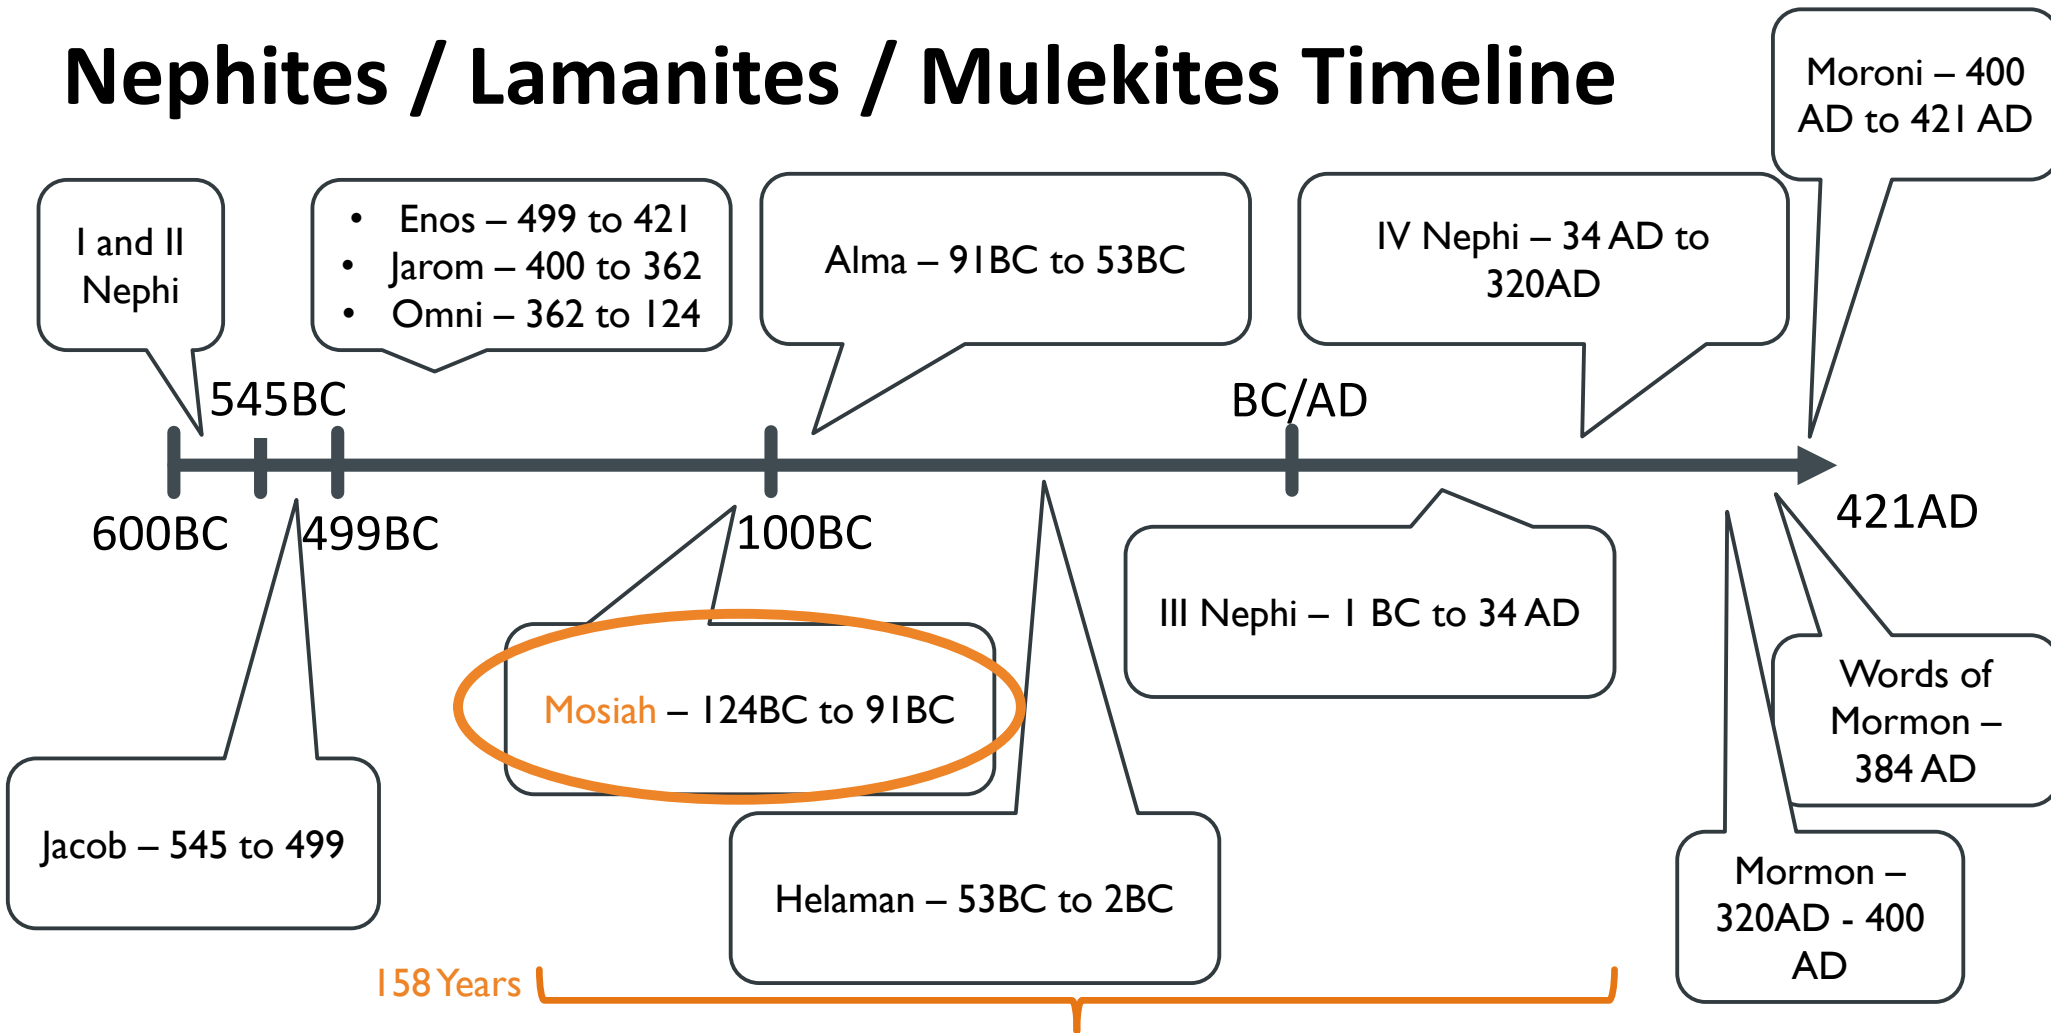 Nephites / Lamanites / Mulekites Timeline
Moroni – 400
AD to 421 AD
I and II
Nephi
• Enos – 499 to 421
• Jarom – 400 to 362
• Omni – 362 to 124
Alma – 91BC to 53BC
IV Nephi – 34 AD to
320AD
545BC
BC/AD
600BC
499BC
100BC
421AD
III Nephi – 1 BC to 34 AD
Mosiah – 124BC to 91BC
Words of
Mormon –
384 AD
Jacob – 545 to 499
Helaman – 53BC to 2BC
Mormon –
320AD - 400
AD
158 Years